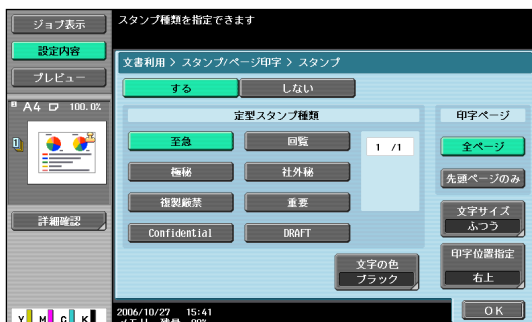 ジョブ表示
スタンプ種類を指定できます
設定内容
文書利用 > スタンプ/ページ印字 > スタンプ
プレビュー
する
しない
A4 100.0%
定型スタンプ種類
印字ページ
至急
回覧
1 /1
全ページ
極秘
社外秘
先頭ページのみ
複製厳禁
重要
文字サイズ
ふつう
詳細確認
Confidential
DRAFT
文字の色
ブラック
印字位置指定
右上
2006/10/27 15:41
OK
Y M C K